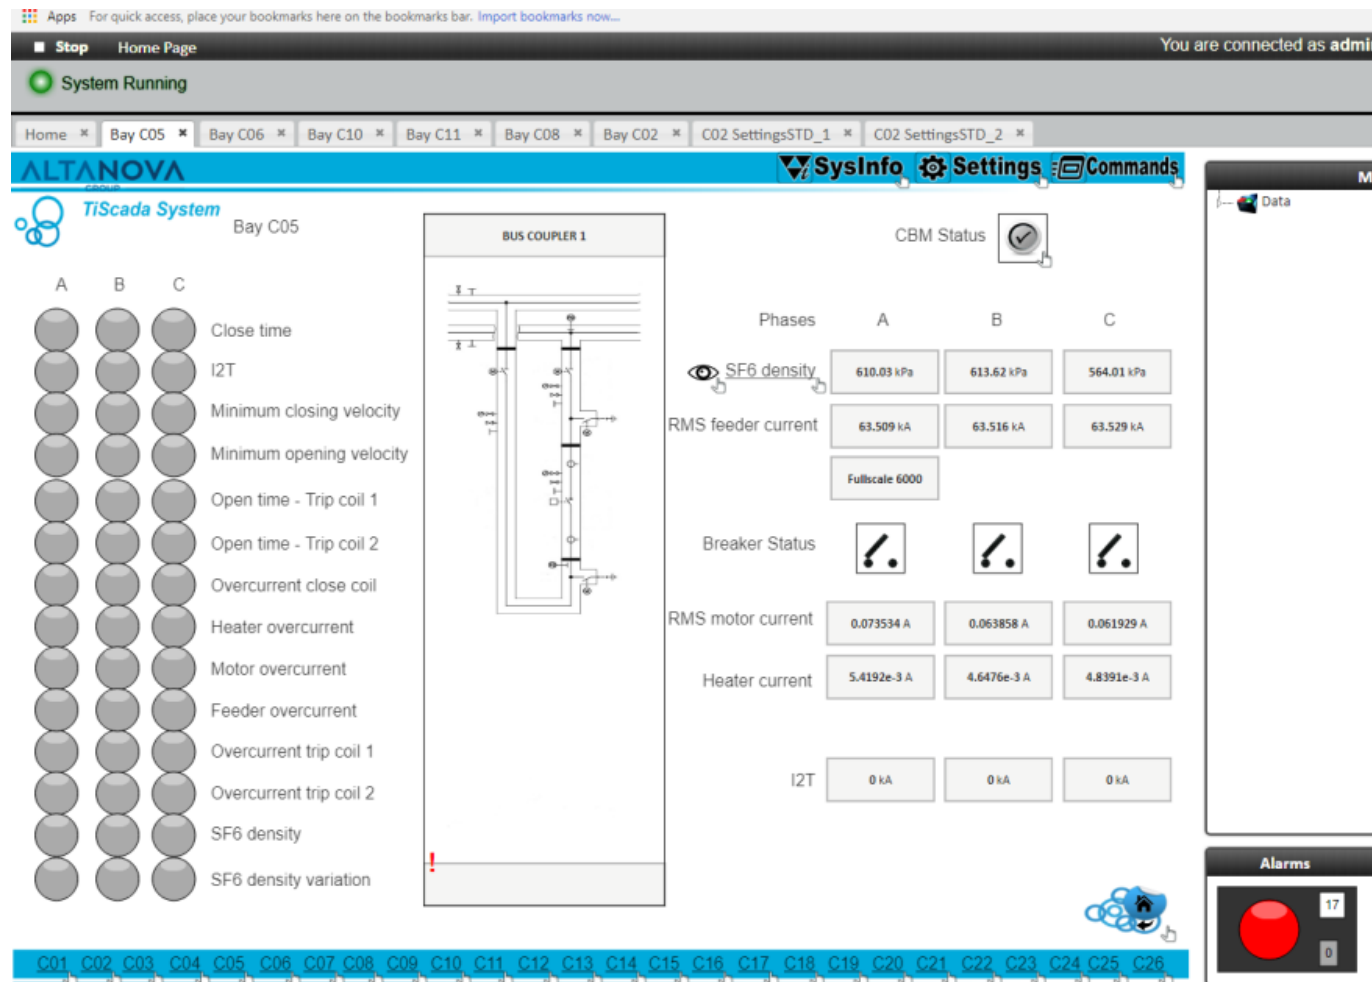 Apps For quick access, place your bookmarks here on the bookmarks bar. Import bookmarks now...
Stop Home Page You are connected as admi
System Running
Home Bay C05 Bay C06 Bay C10 Bay C11 Bay C08 Bay C02 C02 SettingsSTD_1 C02 SettingsSTD_2
ALTANOVA
GROUP
SysInfo Settings Commands
M
TiScada System
Bay C05
BUS COUPLER 1
CBM Status
Data
A B C
Phases A B C
Close time
I2T
Minimum closing velocity
Minimum opening velocity
Open time - Trip coil 1
Open time - Trip coil 2
Overcurrent close coil
Heater overcurrent
Motor overcurrent
Feeder overcurrent
Overcurrent trip coil 1
Overcurrent trip coil 2
SF6 density
SF6 density variation
!
SF6 density 610.03 kPa 613.62 kPa 564.01 kPa
RMS feeder current 63.509 kA 63.516 kA 63.529 kA
Fullscale 6000
Breaker Status
RMS motor current 0.073534 A 0.063858 A 0.061929 A
Heater current 5.4192e-3 A 4.6476e-3 A 4.8391e-3 A
I2T 0 kA 0 kA 0 kA
Alarms
17
0
C01 C02 C03 C04 C05 C06 C07 C08 C09 C10 C11 C12 C13 C14 C15 C16 C17 C18 C19 C20 C21 C22 C23 C24 C25 C26